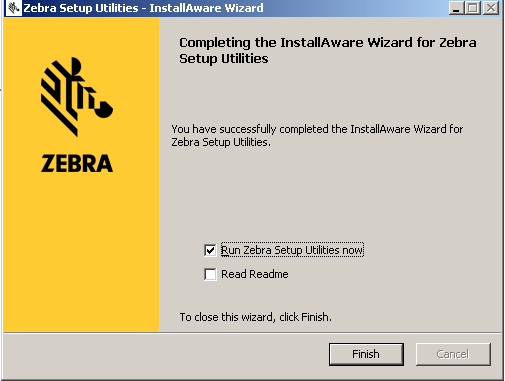 Zebra Setup Utilities - InstallAware Wizard
Completing the InstallAware Wizard for Zebra
Setup Utilities
ZEBRA
You have successfully completed the InstallAware Wizard for
Zebra Setup Utilities.
Run Zebra Setup Utilities now
Read Readme
To close this wizard, click Finish.
Finish
Cancel